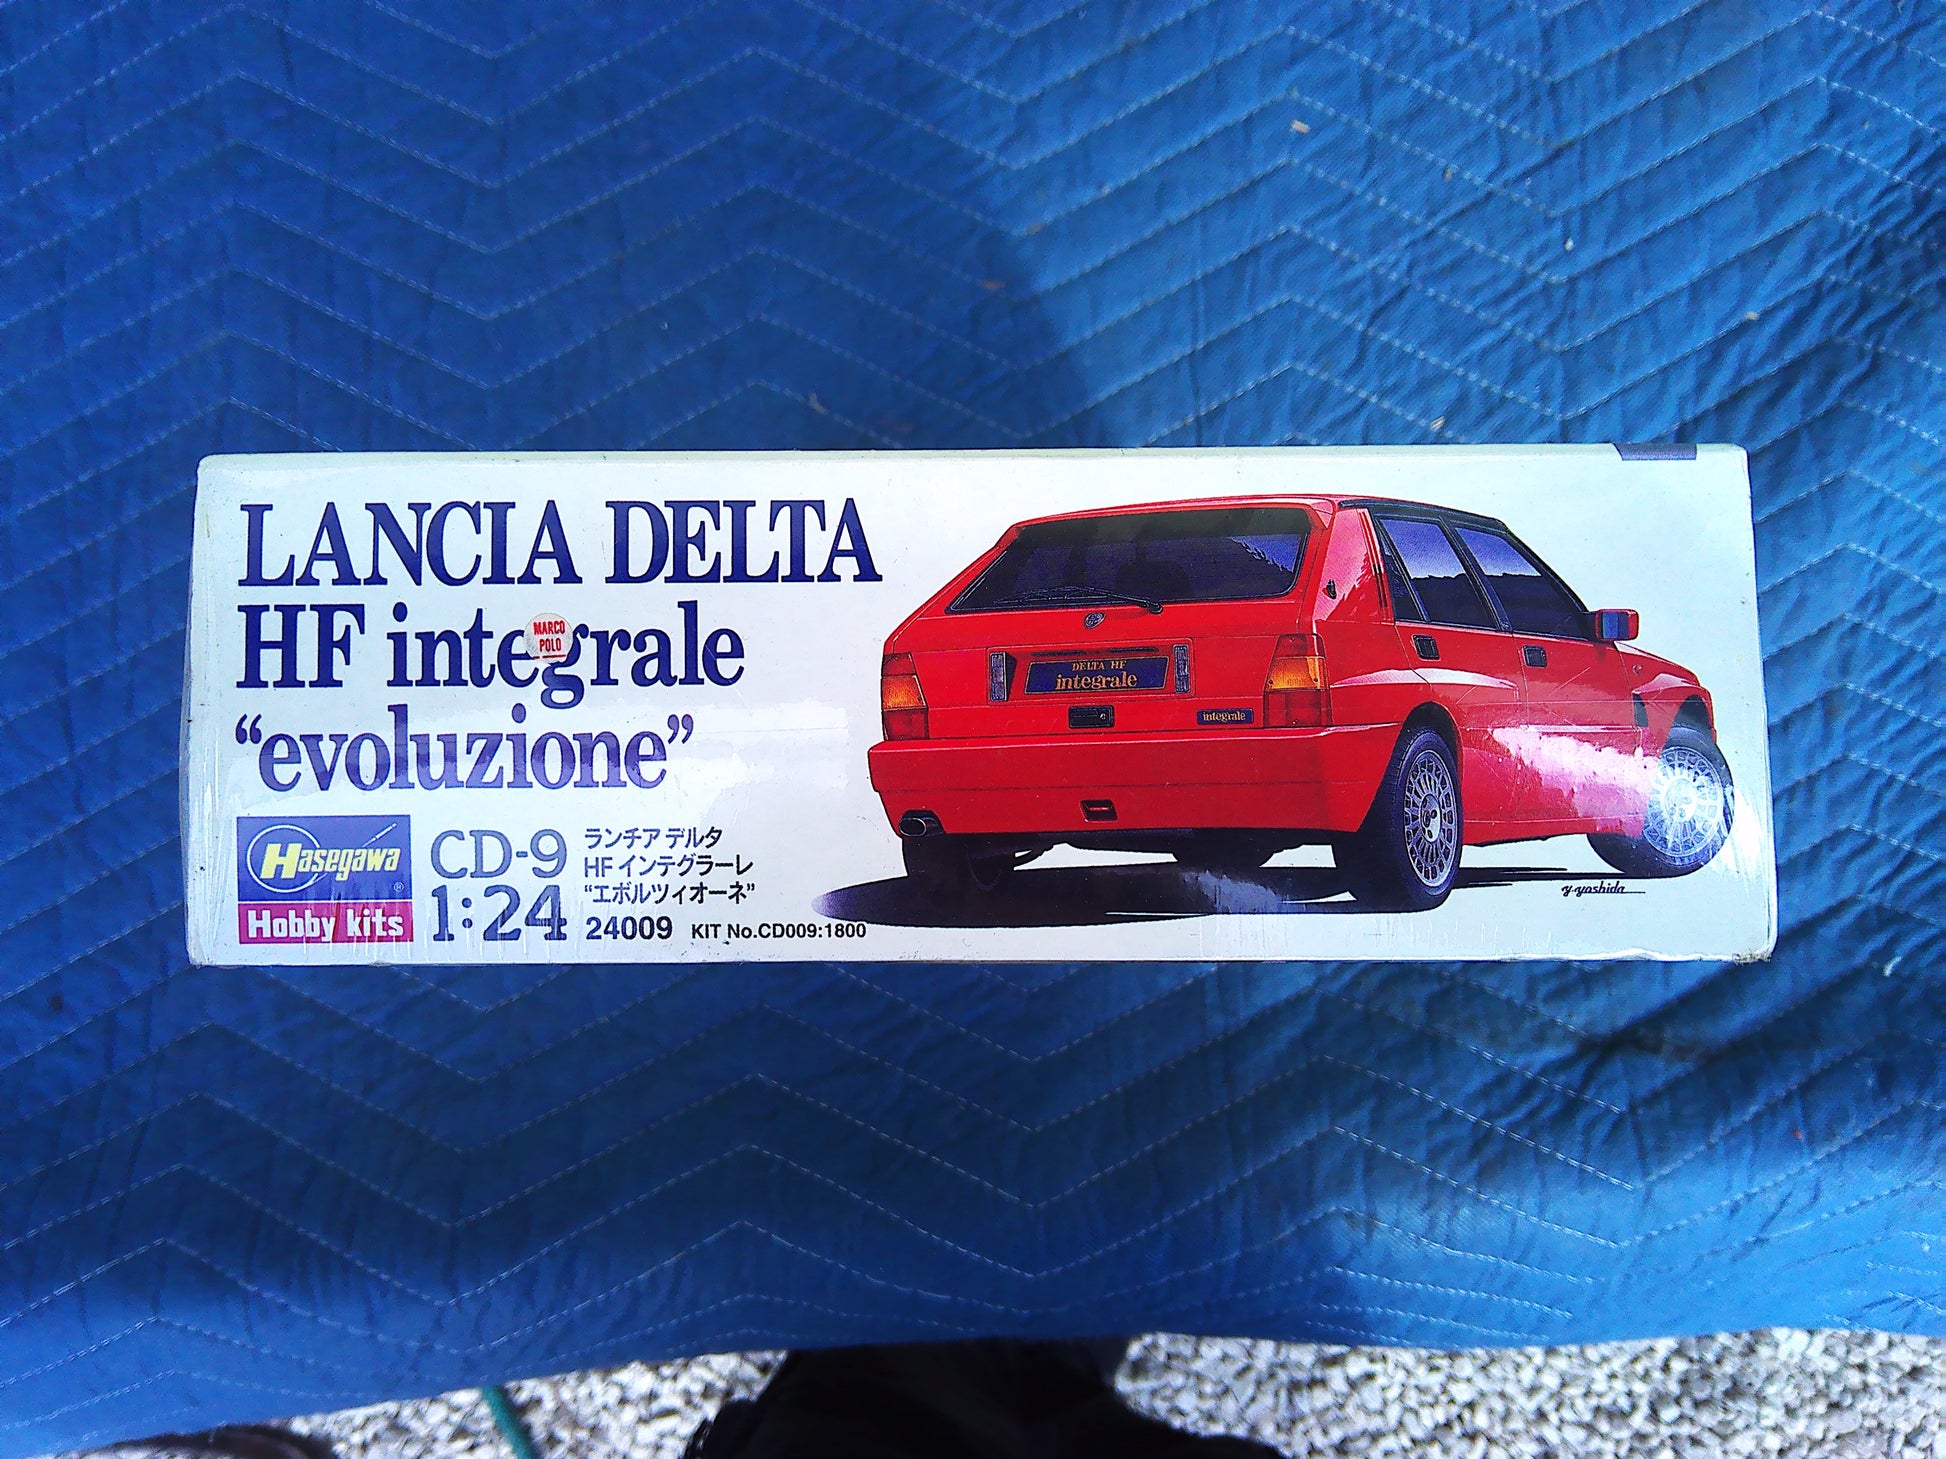 LANCIA DELTA
HF integrale
“evoluzione”
MARCO
POLO
Hasegawa
®
Hobby kits
CD-9
1:24
ランチア デルタ
HF インテグラーレ
“エボルツィオーネ”
24009 KIT No.CD009:1800
DELTA HF
integrale
integrale
y.yoshida